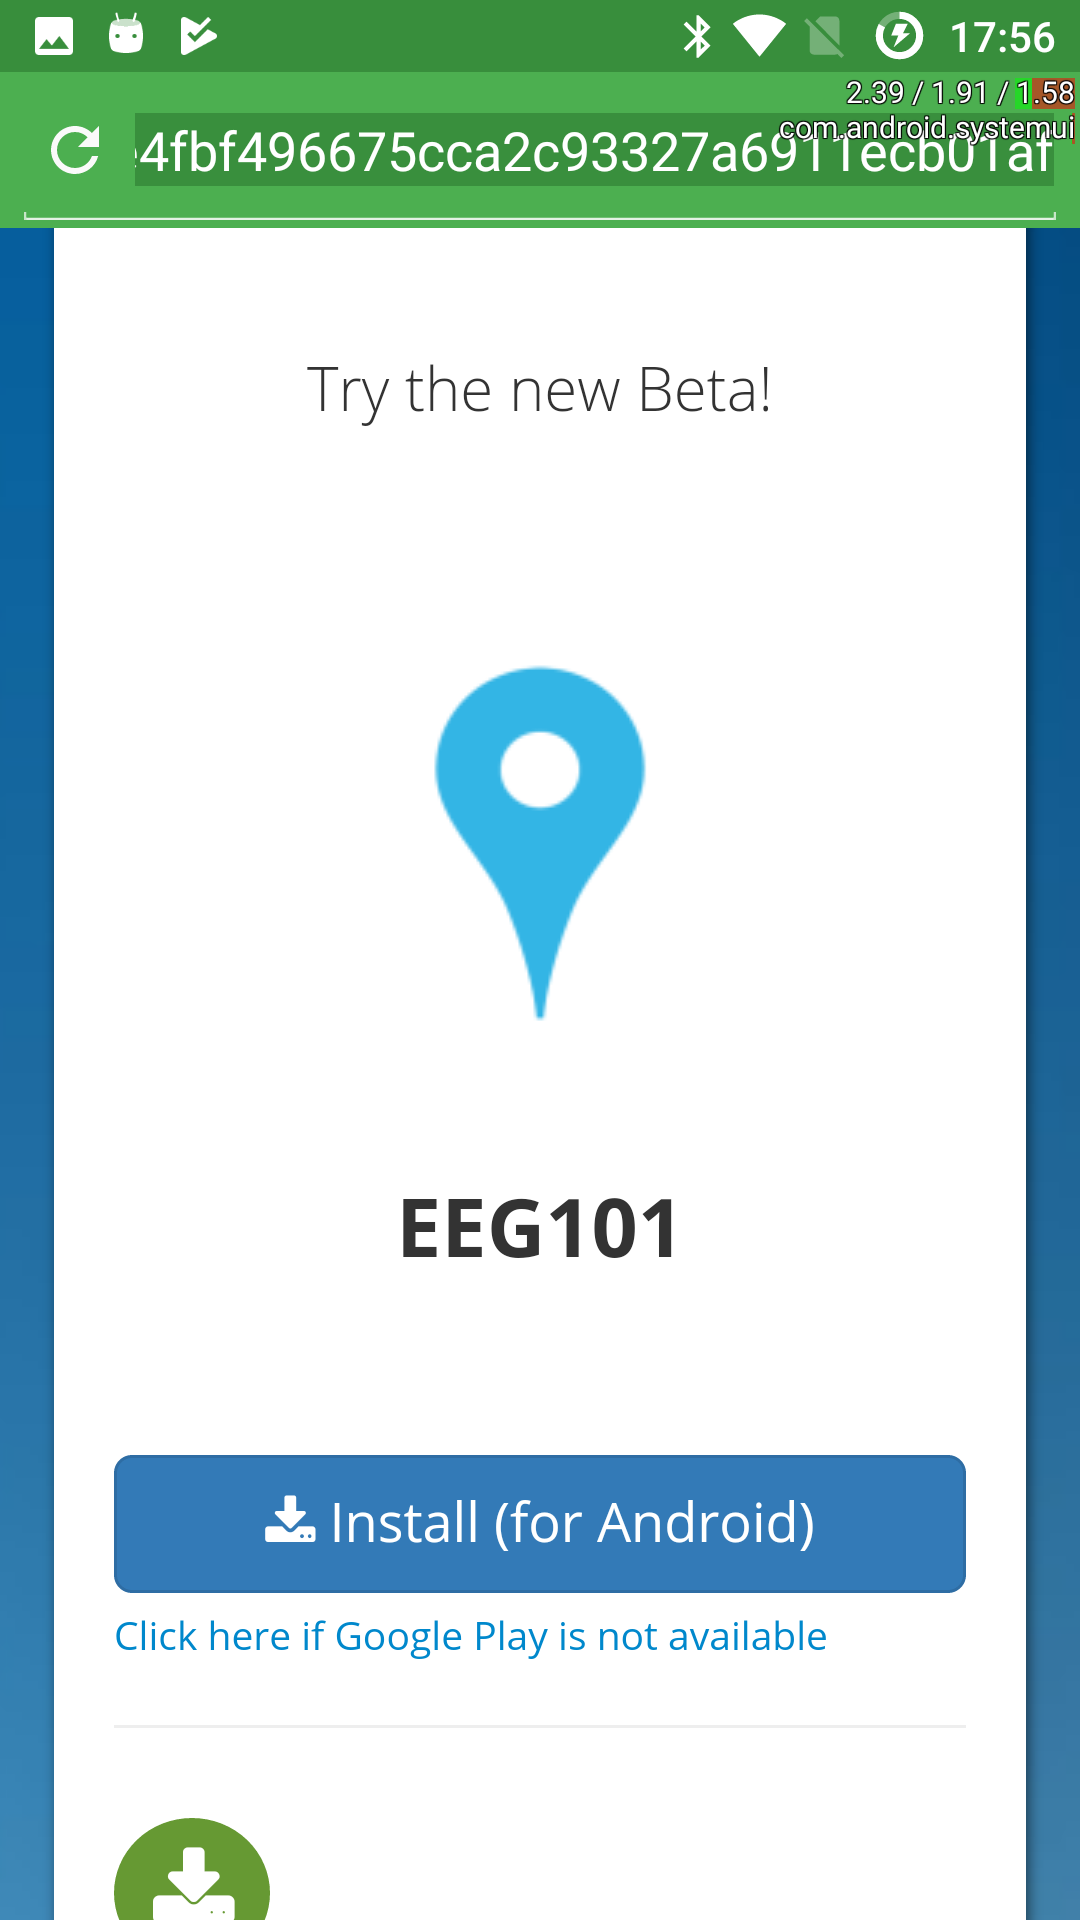 17:56
2.39 / 1.91 / 1.58
com.android.systemui
4fbf496675cca2c93327a6911ecb01af
Try the new Beta!
EEG101
Install (for Android)
Click here if Google Play is not available